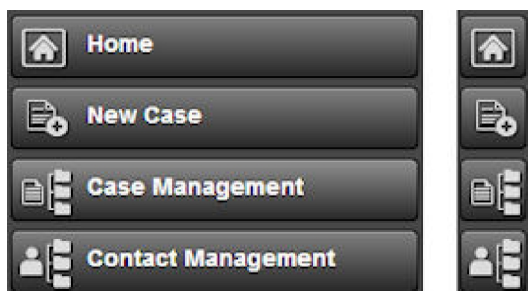 Home
New Case
Case Management
Contact Management